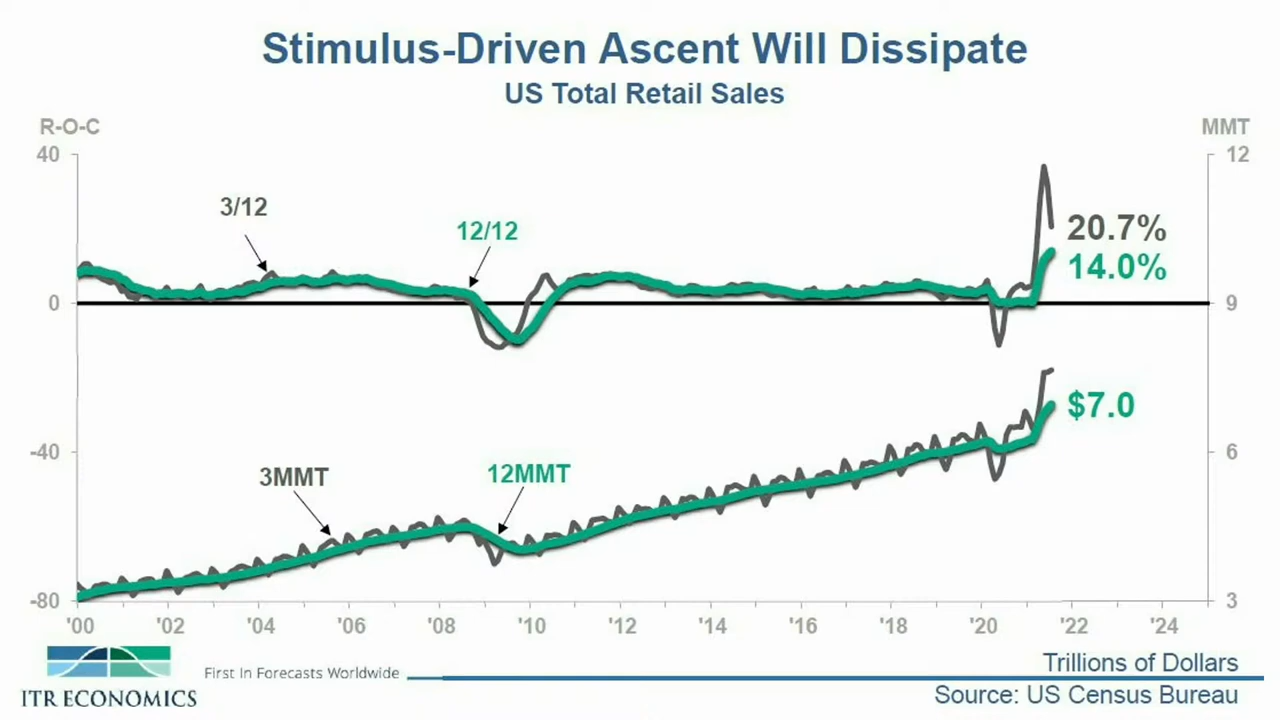 Stimulus-Driven Ascent Will Dissipate
US Total Retail Sales
R-O-C
MMT
40
12
3/12
12/12
20.7%
14.0%
0
9
$7.0
-40
6
3MMT
12MMT
-80
3
'00 '02 '04 '06 '08 '10 '12 '14 '16 '18 '20 '22 '24
ITR ECONOMICS
First In Forecasts Worldwide
Trillions of Dollars
Source: US Census Bureau